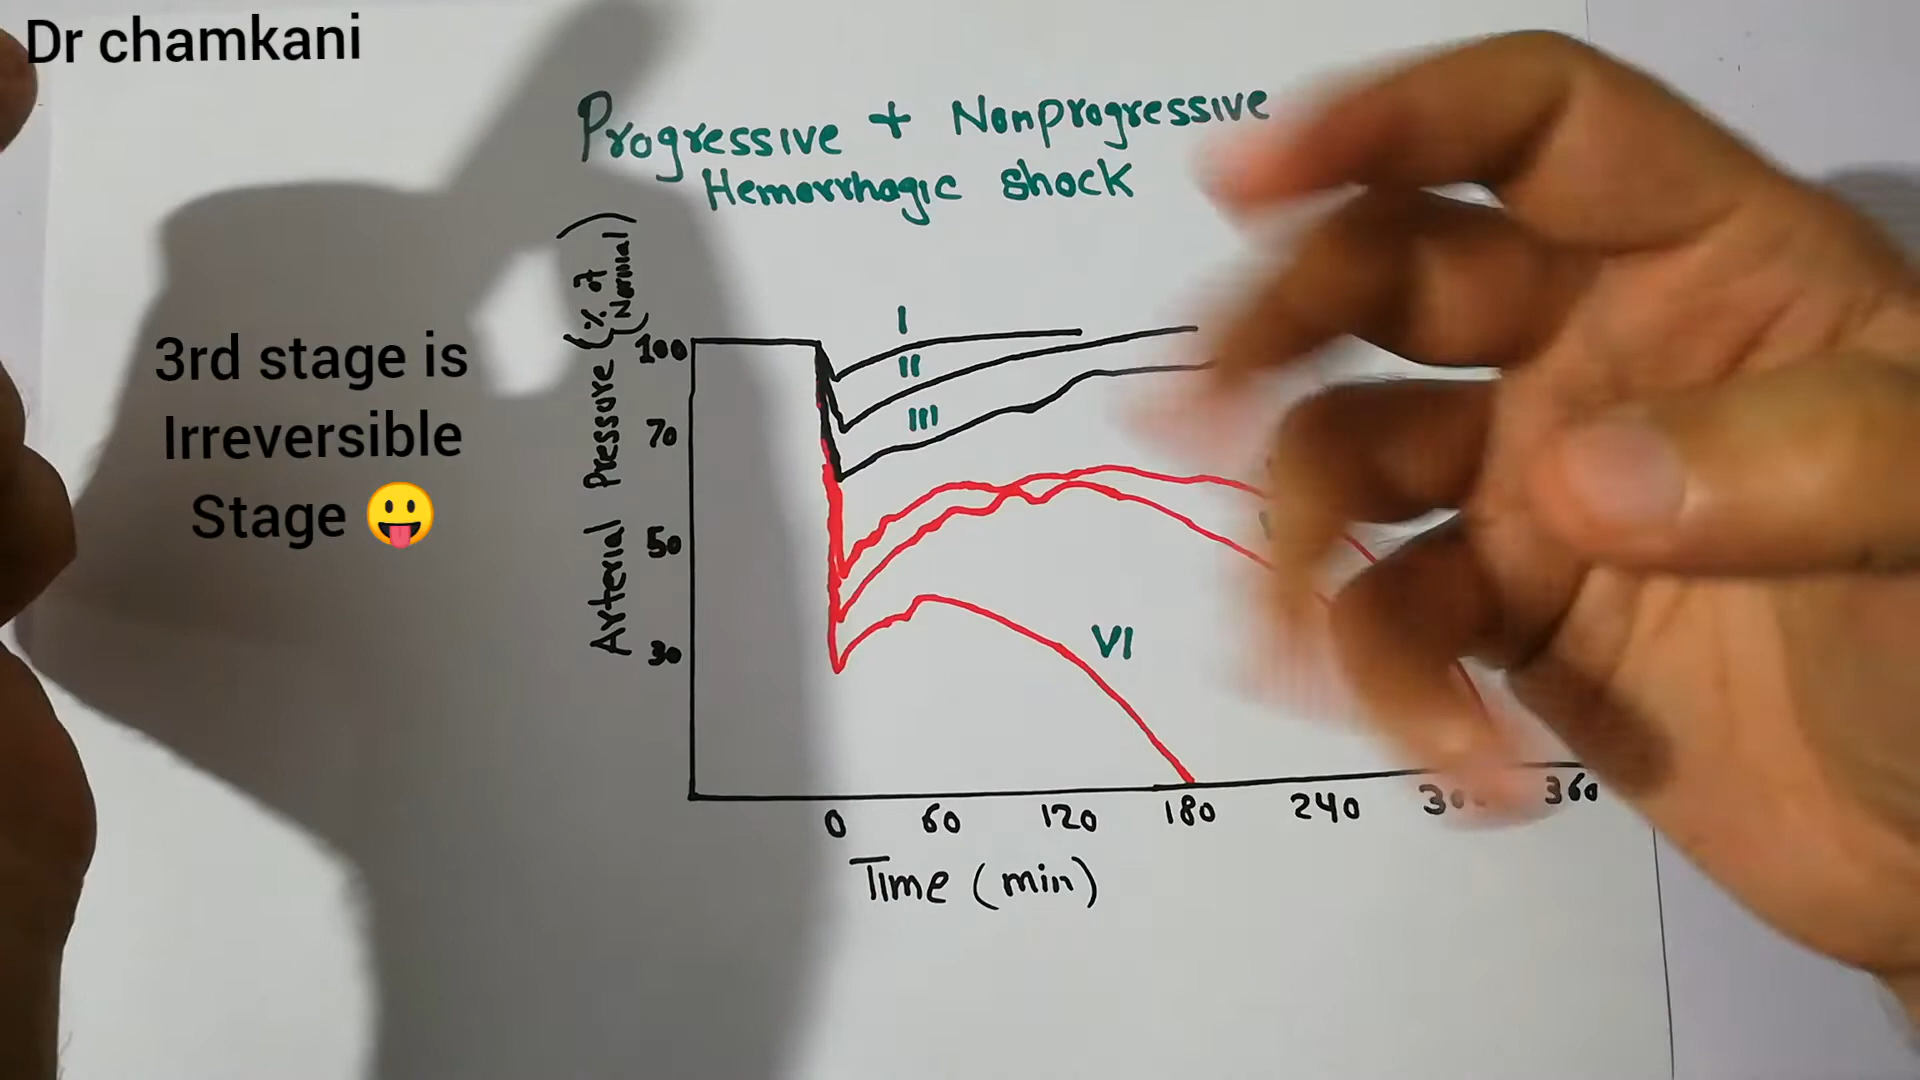 Dr chamkani
Progressive + Nonprogressive
Hemorrhagic shock
3rd stage is
Irreversible
Stage 😛
Arterial Pressure (% of
Normal)
100
70
50
30
I
II
III
VI
0 60 120 180 240 360
Time (min)